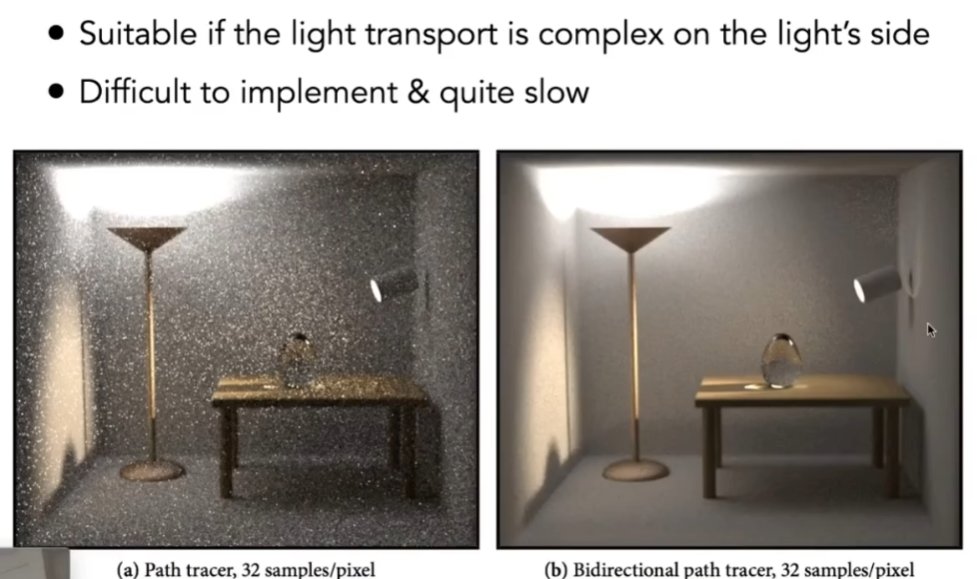 • Suitable if the light transport is complex on the light's side
• Difficult to implement & quite slow
(a) Path tracer, 32 samples/pixel
(b) Bidirectional path tracer, 32 samples/pixel